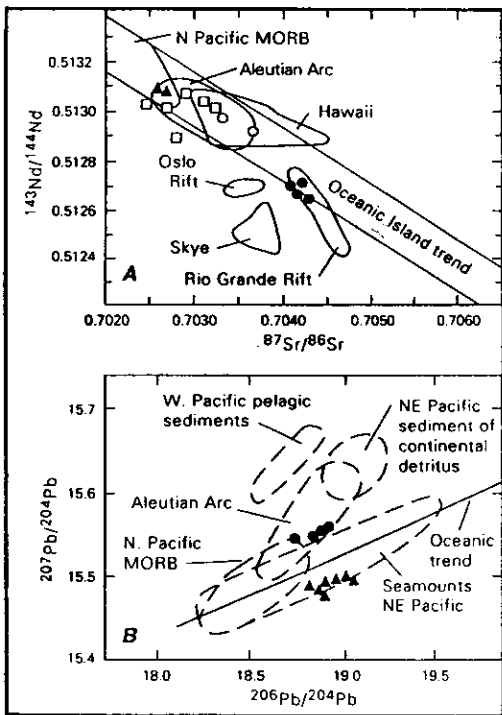 N Pacific MORB
Aleutian Arc
Hawaii
Oslo
Rift
Skye
Rio Grande Rift
Oceanic Island trend
A
143Nd/144Nd
0.5132
0.5130
0.5128
0.5126
0.5124
0.7020
0.7030
0.7040
0.7050
0.7060
87Sr/86Sr
W. Pacific pelagic
sediments
NE Pacific
sediment of
continental
detritus
Aleutian Arc
N. Pacific
MORB
Oceanic
trend
Seamounts
NE Pacific
B
207Pb/204Pb
15.7
15.6
15.5
15.4
18.0
18.5
19.0
19.5
206Pb/204Pb